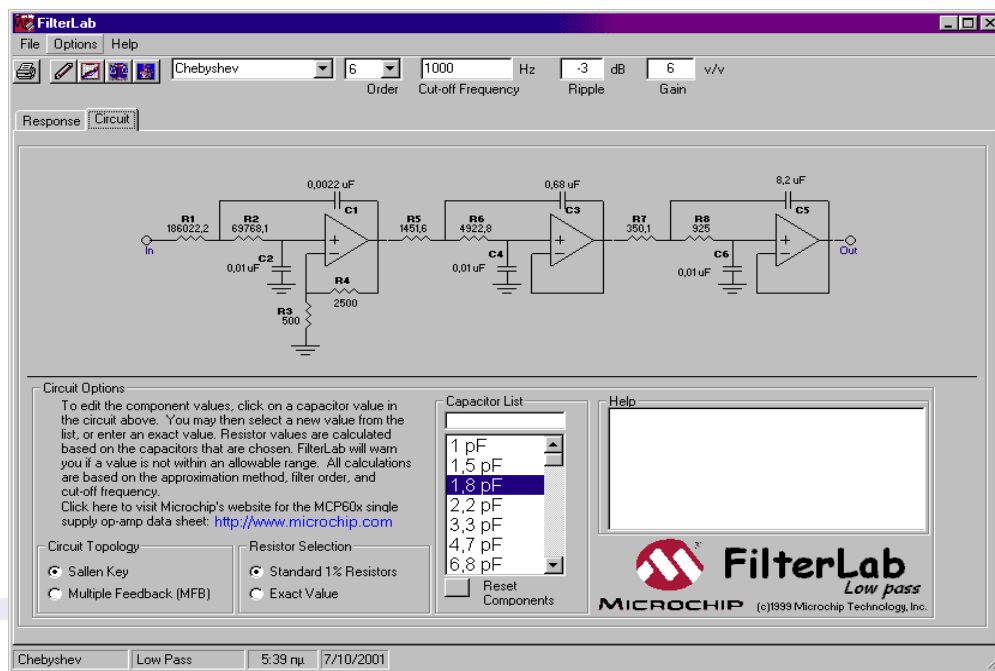 FilterLab
File Options Help
Chebyshev 6 1000 Hz -3 dB 6 v/v
Order Cut-off Frequency Ripple Gain
Response Circuit
0,0022 uF 0,68 uF 8,2 uF
C1 C3 C5
R1 R2 R5 R6 R7 R8
186022,2 69768,1 1451,6 4922,8 350,1 925
In Out
C2 C4 C6
0,01 uF 0,01 uF 0,01 uF
R4
2500
R3
500
Circuit Options
To edit the component values, click on a capacitor value in
the circuit above. You may then select a new value from the
list, or enter an exact value. Resistor values are calculated
based on the capacitors that are chosen. FilterLab will warn
you if a value is not within an allowable range. All calculations
are based on the approximation method, filter order, and
cut-off frequency.
Click here to visit Microchip's website for the MCP60x single
supply op-amp data sheet: http://www.microchip.com
Circuit Topology
Sallen Key
Multiple Feedback (MFB)
Resistor Selection
Standard 1% Resistors
Exact Value
Capacitor List
1 pF
1,5 pF
1,8 pF
2,2 pF
3,3 pF
4,7 pF
6,8 pF
Reset
Components
Help
MICROCHIP
FilterLab
Low pass
(c)1999 Microchip Technology, Inc.
Chebyshev Low Pass 5:39 πμ 7/10/2001